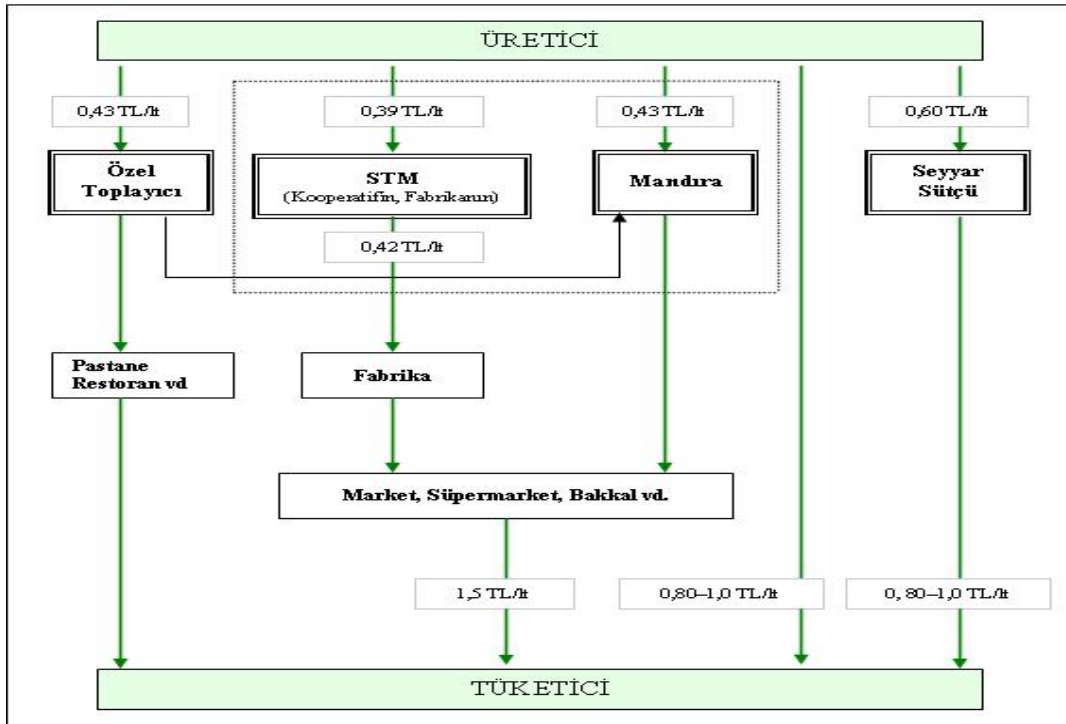 ÜRETİCİ
0,43 TL/lt
0,39 TL/lt
0,43 TL/lt
0,60 TL/lt
Özel
Toplayıcı
STM
(Kooperatifin, Fabrikanın)
Mandıra
Seyyar
Sütçü
0,42 TL/lt
Pastane
Restoran vd
Fabrika
Market, Süpermarket, Bakkal vd.
1,5 TL/lt
0,80–1,0 TL/lt
0, 80–1,0 TL/lt
TÜKETİCİ